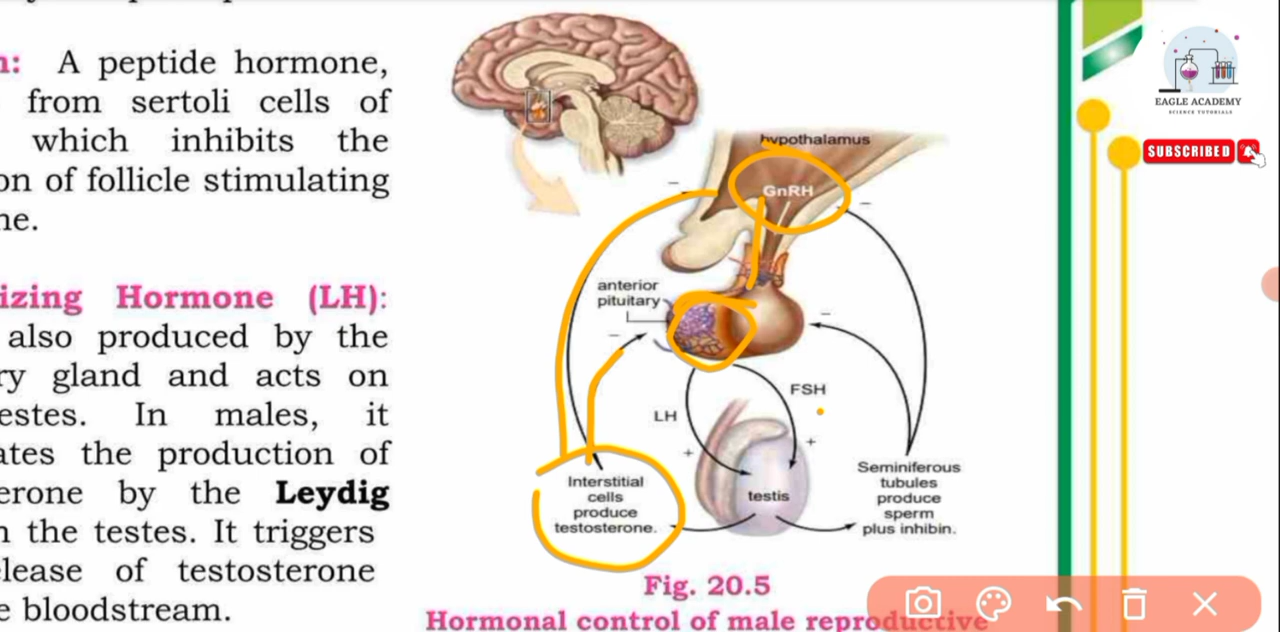 n: A peptide hormone,
from sertoli cells of
which inhibits the
on of follicle stimulating
ne.
izing Hormone (LH):
also produced by the
ry gland and acts on
estes. In males, it
ates the production of
erone by the Leydig
n the testes. It triggers
lease of testosterone
e bloodstream.
hypothalamus
GnRH
anterior
pituitary
FSH
LH
testis
Interstitial
cells
produce
testosterone.
Seminiferous
tubules
produce
sperm
plus inhibin.
Fig. 20.5
Hormonal control of male reproductive
EAGLE ACADEMY
SCIENCE TUTORIALS
SUBSCRIBED